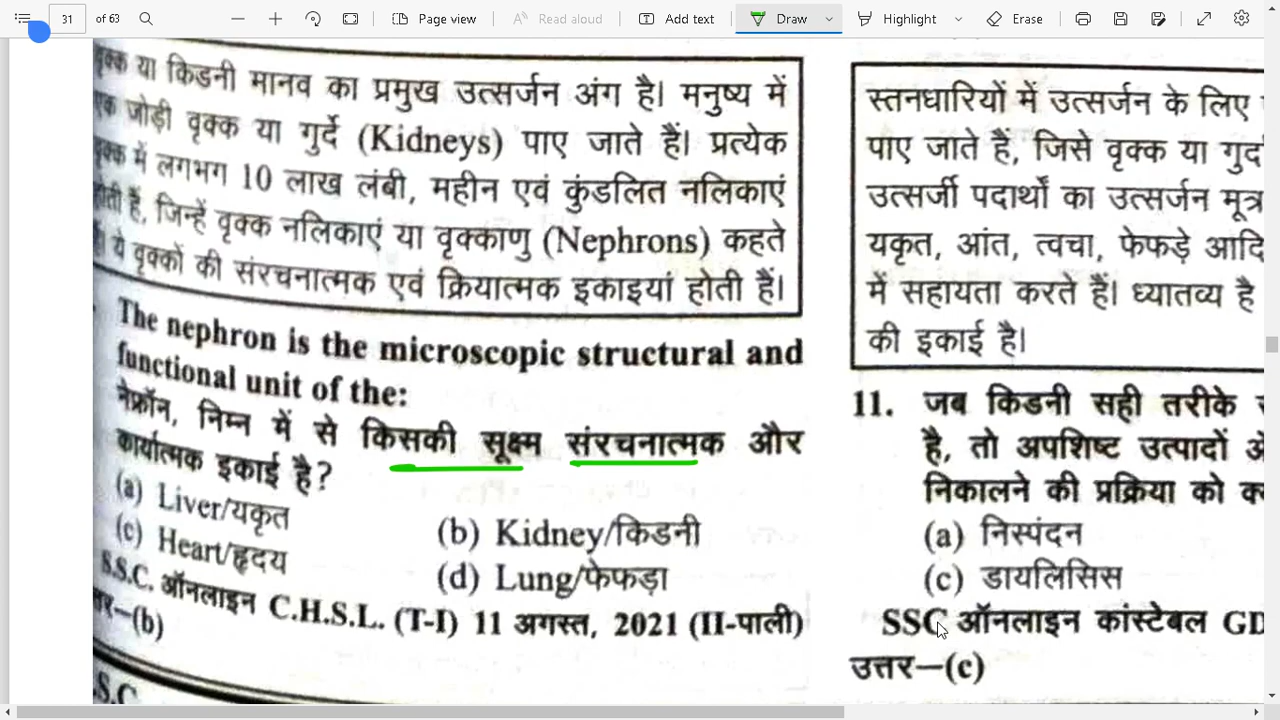 31 of 63
Page view
Read aloud
Add text
Draw
Highlight
Erase
वृक्क या किडनी मानव का प्रमुख उत्सर्जन अंग है। मनुष्य में
एक जोड़ी वृक्क या गुर्दे (Kidneys) पाए जाते हैं। प्रत्येक
वृक्क में लगभग 10 लाख लंबी, महीन एवं कुंडलित नलिकाएं
होती हैं, जिन्हें वृक्क नलिकाएं या वृक्काणु (Nephrons) कहते
ये वृक्कों की संरचनात्मक एवं क्रियात्मक इकाइयां होती हैं।
The nephron is the microscopic structural and
functional unit of the:
नेफ्रॉन, निम्न में से किसकी सूक्ष्म संरचनात्मक और
कार्यात्मक इकाई है?
(a) Liver/यकृत
(b) Kidney/किडनी
(c) Heart/हृदय
(d) Lung/फेफड़ा
S.S.C. ऑनलाइन C.H.S.L. (T-I) 11 अगस्त, 2021 (II-पाली)
(b)
S.C
स्तनधारियों में उत्सर्जन के लिए
पाए जाते हैं, जिसे वृक्क या
उत्सर्जी पदार्थों का उत्सर्जन
यकृत, आंत, त्वचा, फेफड़े आदि
में सहायता करते हैं। ध्यातव्य है
की इकाई है।
11. जब किडनी सही तरीके
है, तो अपशिष्ट उत्पादों
निकालने की प्रक्रिया को
(a) निस्पंदन
(c) डायलिसिस
SSC ऑनलाइन कांस्टेबल GD
उत्तर—(c)